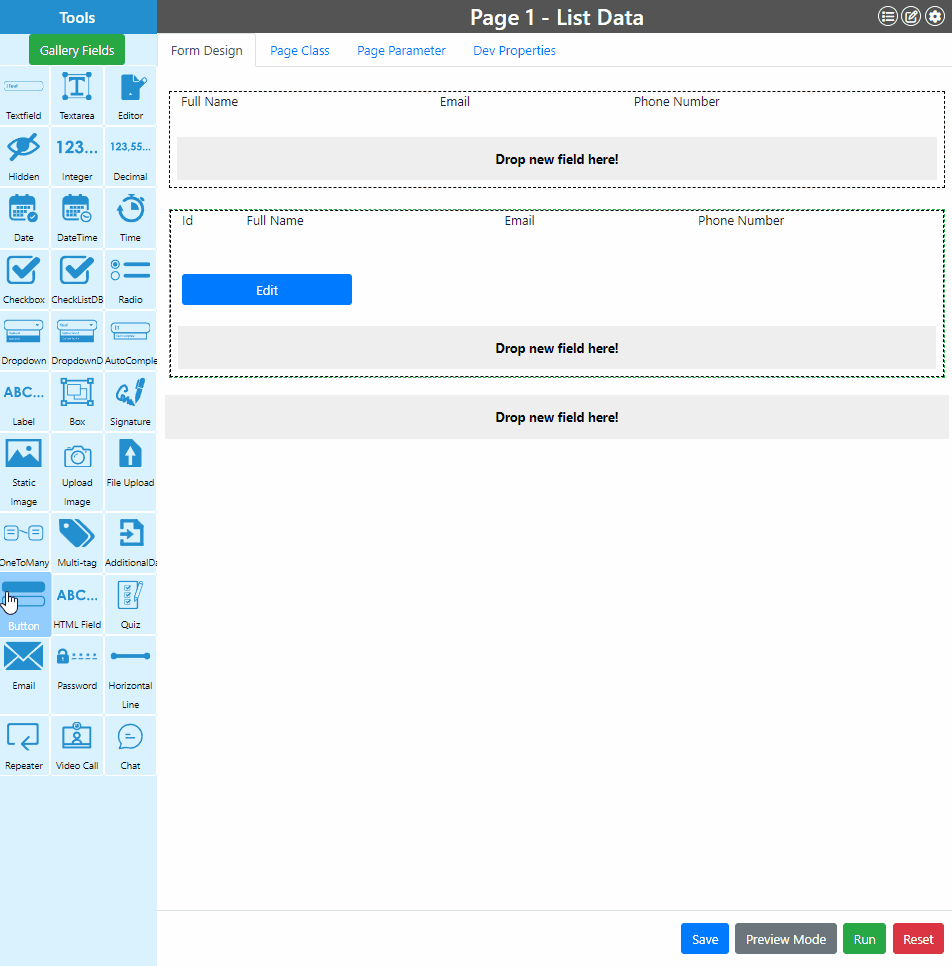 Tools
Page 1 - List Data
Gallery Fields
Form Design Page Class Page Parameter Dev Properties
Textfield Textarea Editor
Full Name Email Phone Number
123... 123,55...
Hidden Integer Decimal
Drop new field here!
Date DateTime Time
Id Full Name Email Phone Number
Checkbox CheckListDB Radio
Edit
Dropdown DropdownD AutoComple
Drop new field here!
ABC...
Label Box Signature
Drop new field here!
Static Image Upload Image File Upload
OneToMany Multi-tag AdditionalDa
ABC...
Button HTML Field Quiz
Email Password Horizontal Line
Repeater Video Call Chat
Save Preview Mode Run Reset